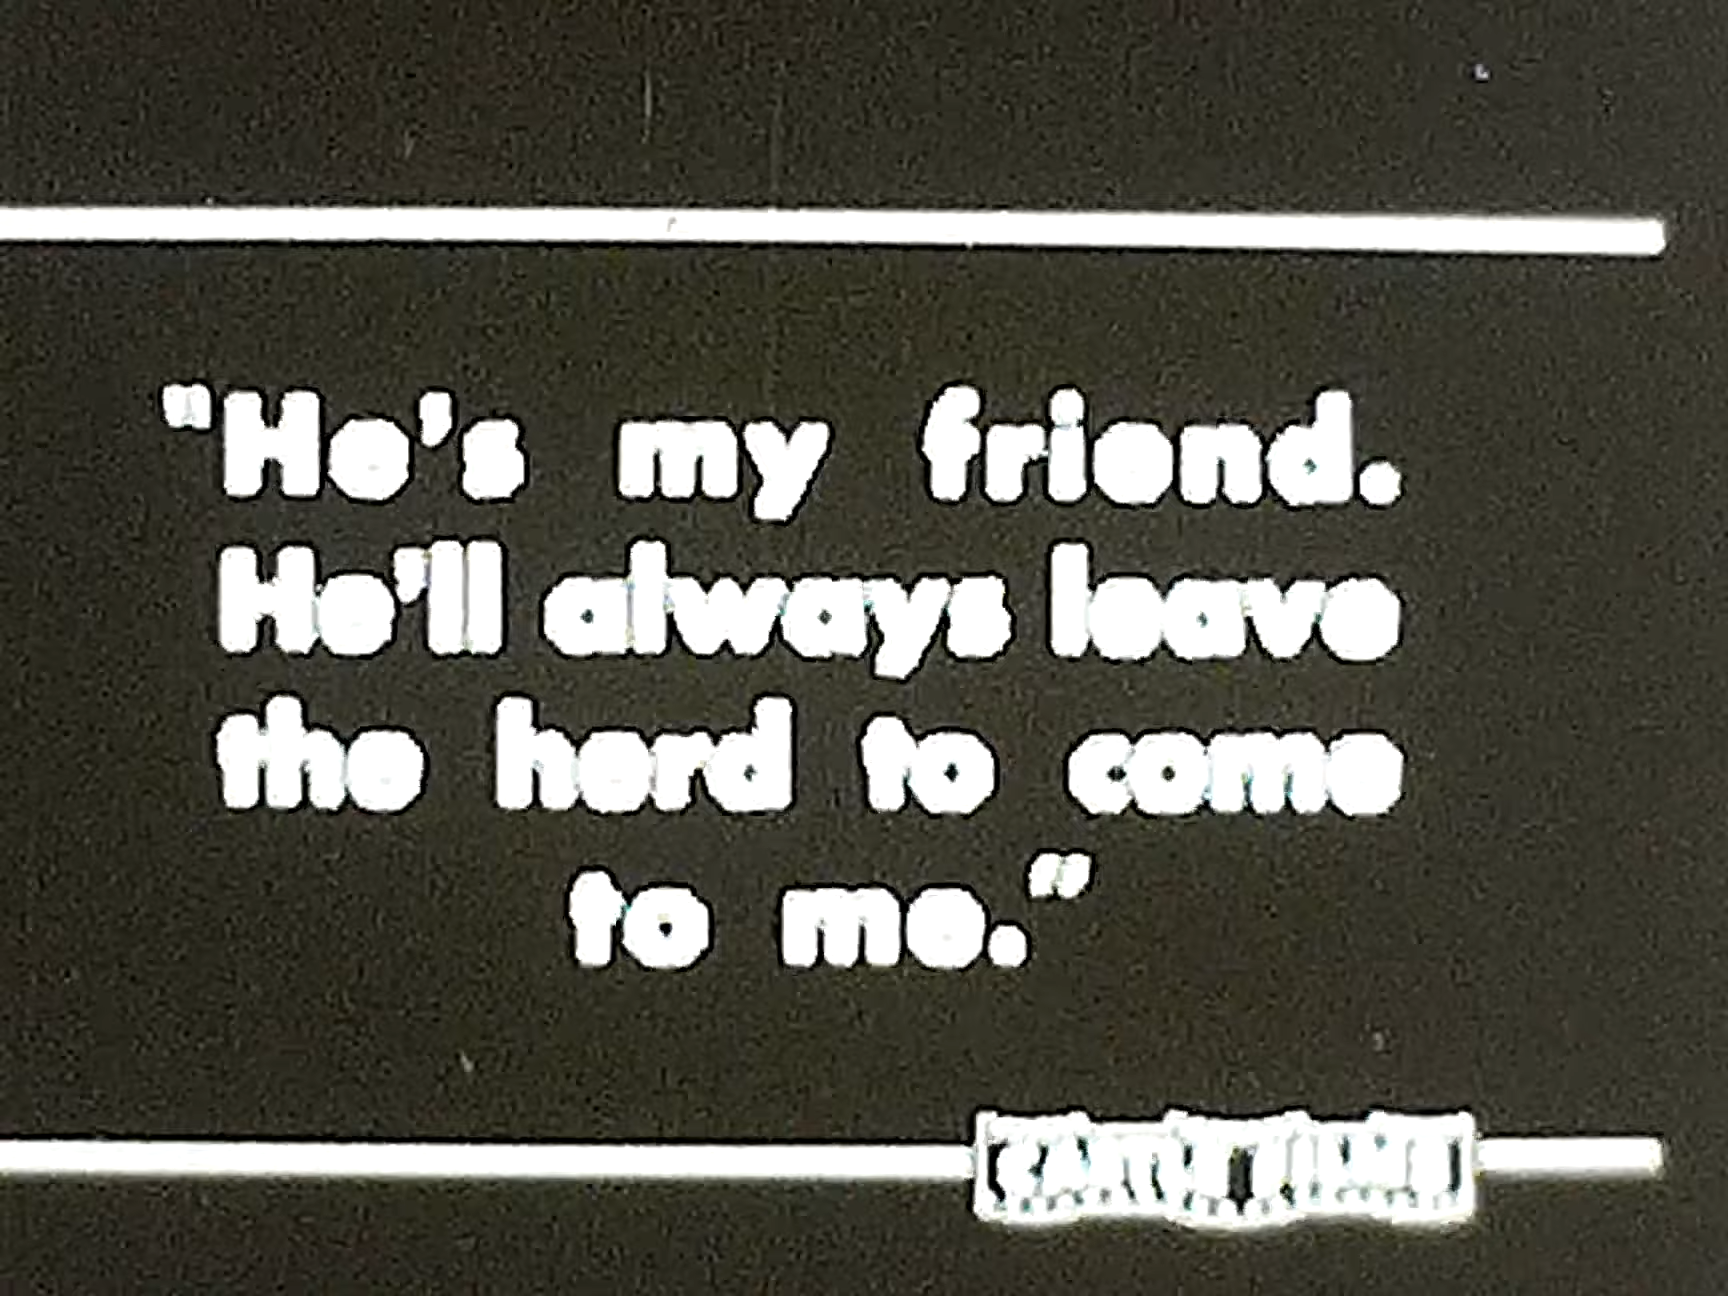 "He's my friend.
He'll always leave
the herd to come
to me."